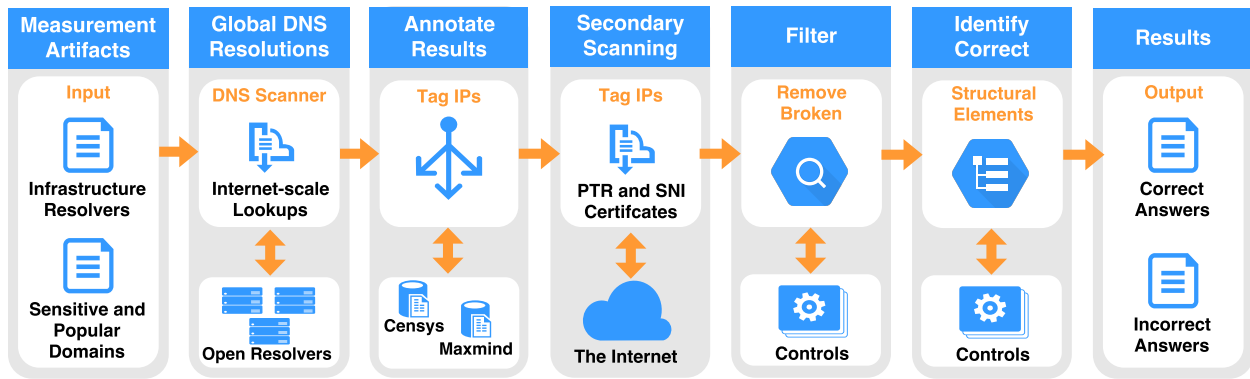 Measurement
Artifacts
Input
Infrastructure
Resolvers
Sensitive and
Popular
Domains
Global DNS
Resolutions
DNS Scanner
Internet-scale
Lookups
Open Resolvers
Annotate
Results
Tag IPs
Censys
Maxmind
Secondary
Scanning
Tag IPs
PTR and SNI
Certifcates
The Internet
Filter
Remove
Broken
Controls
Identify
Correct
Structural
Elements
Controls
Results
Output
Correct
Answers
Incorrect
Answers